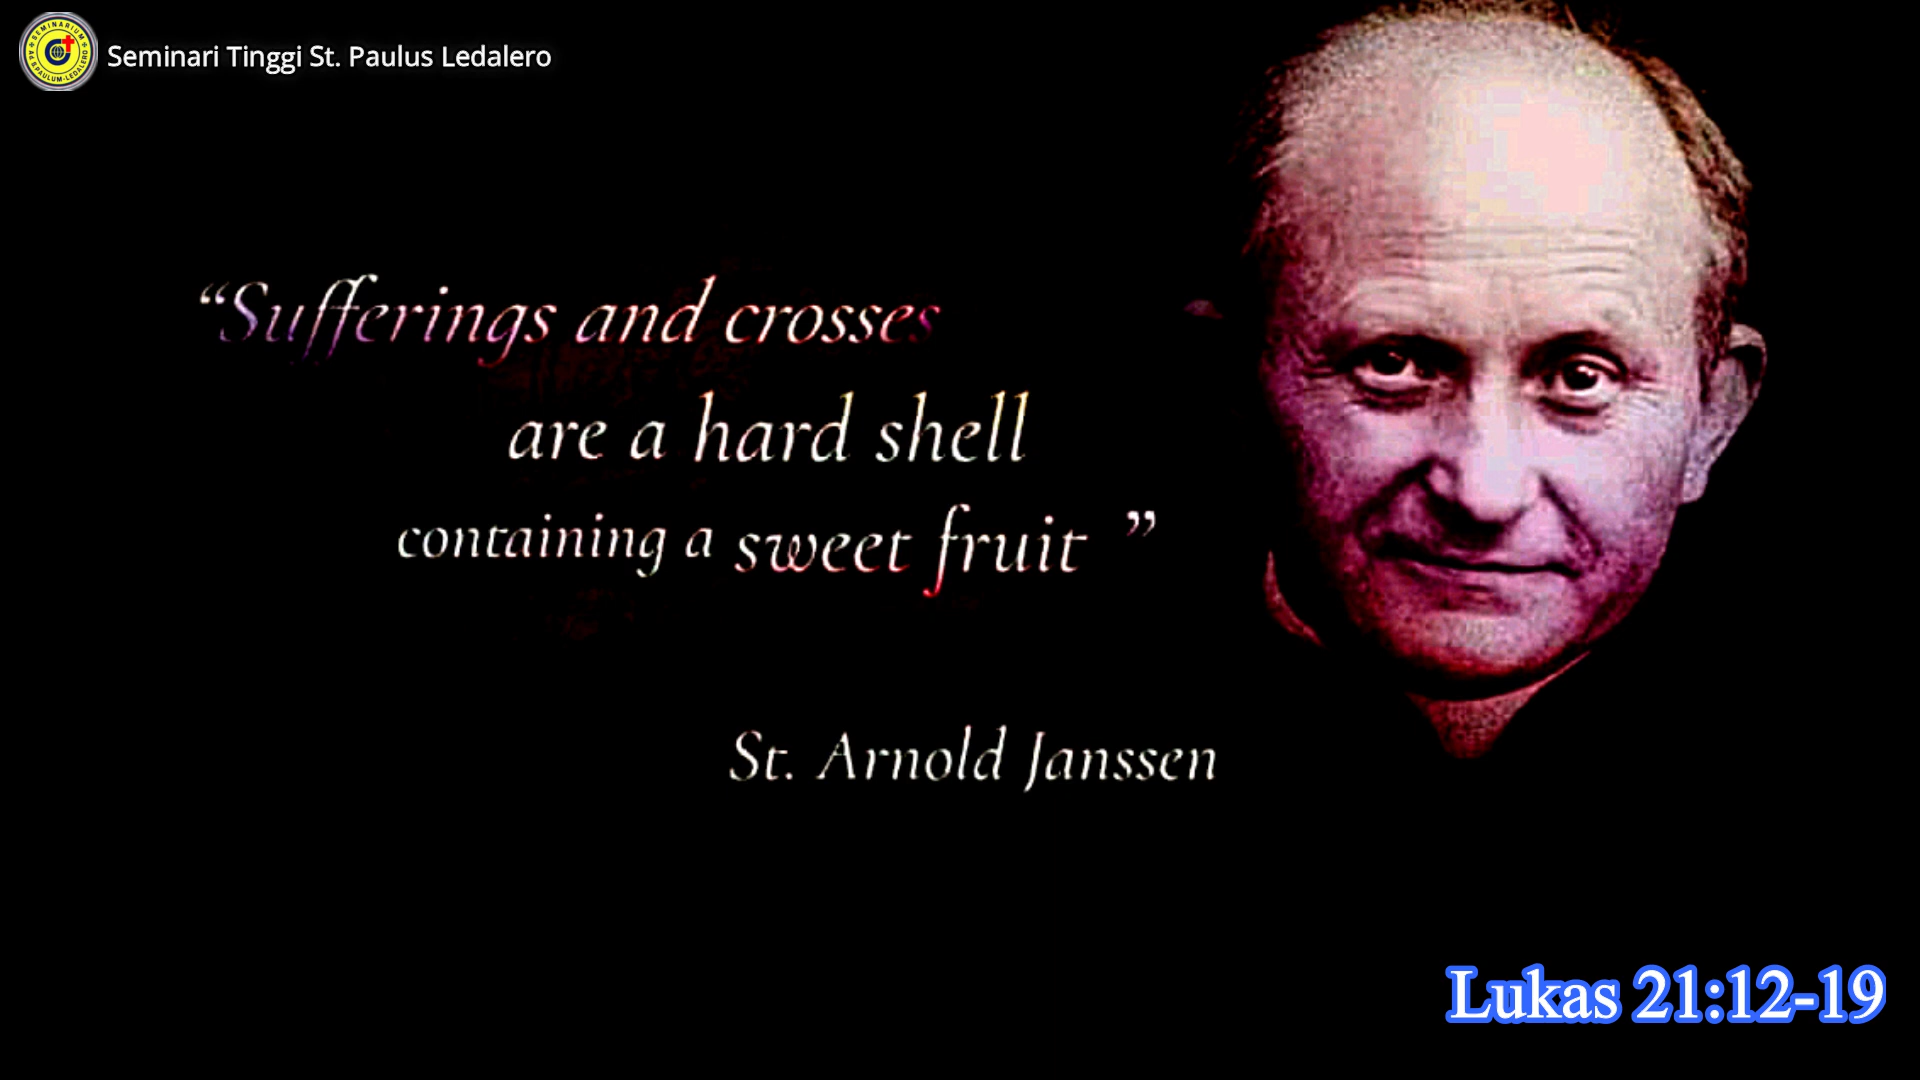 SEMINARIUM
Seminari Tinggi St. Paulus Ledalero
“Sufferings and crosses
are a hard shell
containing a sweet fruit ”
St. Arnold Janssen
Lukas 21:12-19